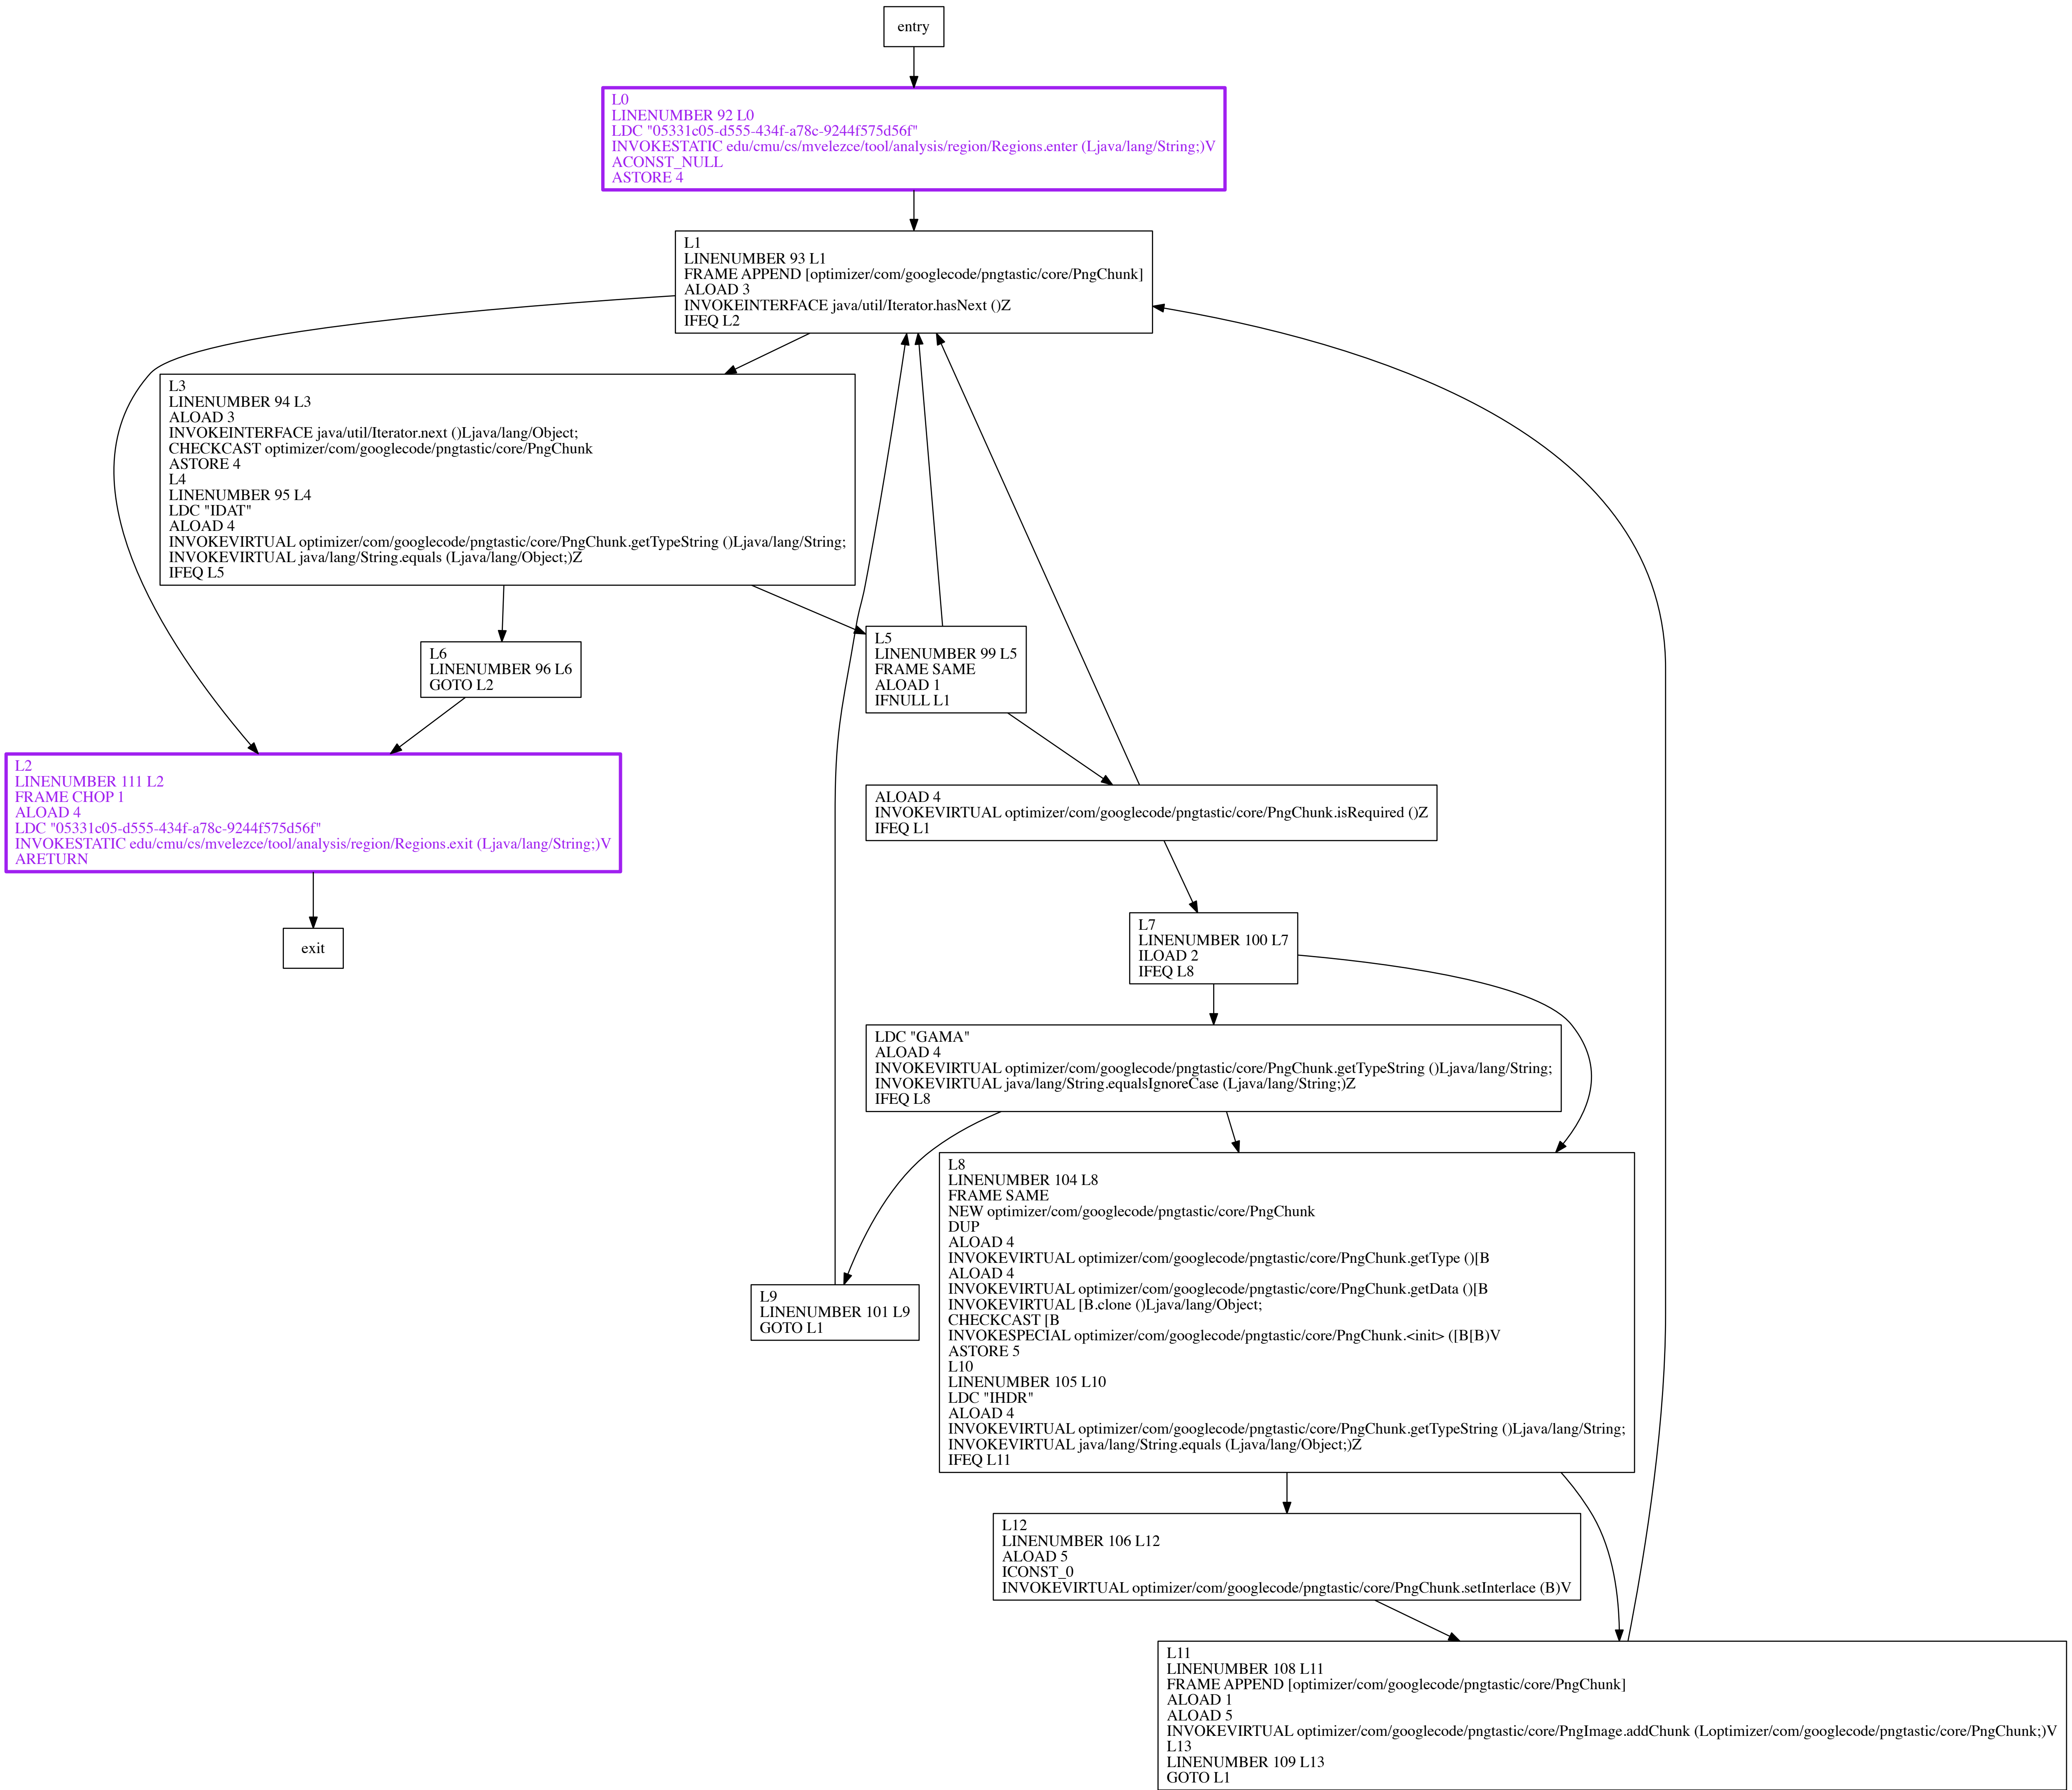 entry
L0
LINENUMBER 92 L0
LDC "05331c05-d555-434f-a78c-9244f575d56f"
INVOKESTATIC edu/cmu/cs/mvelezce/tool/analysis/region/Regions.enter (Ljava/lang/String;)V
ACONST_NULL
ASTORE 4
L1
LINENUMBER 93 L1
FRAME APPEND [optimizer/com/googlecode/pngtastic/core/PngChunk]
ALOAD 3
INVOKEINTERFACE java/util/Iterator.hasNext ()Z
IFEQ L2
L3
LINENUMBER 94 L3
ALOAD 3
INVOKEINTERFACE java/util/Iterator.next ()Ljava/lang/Object;
CHECKCAST optimizer/com/googlecode/pngtastic/core/PngChunk
ASTORE 4
L4
LINENUMBER 95 L4
LDC "IDAT"
ALOAD 4
INVOKEVIRTUAL optimizer/com/googlecode/pngtastic/core/PngChunk.getTypeString ()Ljava/lang/String;
INVOKEVIRTUAL java/lang/String.equals (Ljava/lang/Object;)Z
IFEQ L5
L6
LINENUMBER 96 L6
GOTO L2
L5
LINENUMBER 99 L5
FRAME SAME
ALOAD 1
IFNULL L1
L2
LINENUMBER 111 L2
FRAME CHOP 1
ALOAD 4
LDC "05331c05-d555-434f-a78c-9244f575d56f"
INVOKESTATIC edu/cmu/cs/mvelezce/tool/analysis/region/Regions.exit (Ljava/lang/String;)V
ARETURN
ALOAD 4
INVOKEVIRTUAL optimizer/com/googlecode/pngtastic/core/PngChunk.isRequired ()Z
IFEQ L1
exit
L7
LINENUMBER 100 L7
ILOAD 2
IFEQ L8
LDC "GAMA"
ALOAD 4
INVOKEVIRTUAL optimizer/com/googlecode/pngtastic/core/PngChunk.getTypeString ()Ljava/lang/String;
INVOKEVIRTUAL java/lang/String.equalsIgnoreCase (Ljava/lang/String;)Z
IFEQ L8
L9
LINENUMBER 101 L9
GOTO L1
L8
LINENUMBER 104 L8
FRAME SAME
NEW optimizer/com/googlecode/pngtastic/core/PngChunk
DUP
ALOAD 4
INVOKEVIRTUAL optimizer/com/googlecode/pngtastic/core/PngChunk.getType ()[B
ALOAD 4
INVOKEVIRTUAL optimizer/com/googlecode/pngtastic/core/PngChunk.getData ()[B
INVOKEVIRTUAL [B.clone ()Ljava/lang/Object;
CHECKCAST [B
INVOKESPECIAL optimizer/com/googlecode/pngtastic/core/PngChunk.<init> ([B[B)V
ASTORE 5
L10
LINENUMBER 105 L10
LDC "IHDR"
ALOAD 4
INVOKEVIRTUAL optimizer/com/googlecode/pngtastic/core/PngChunk.getTypeString ()Ljava/lang/String;
INVOKEVIRTUAL java/lang/String.equals (Ljava/lang/Object;)Z
IFEQ L11
L12
LINENUMBER 106 L12
ALOAD 5
ICONST_0
INVOKEVIRTUAL optimizer/com/googlecode/pngtastic/core/PngChunk.setInterlace (B)V
L11
LINENUMBER 108 L11
FRAME APPEND [optimizer/com/googlecode/pngtastic/core/PngChunk]
ALOAD 1
ALOAD 5
INVOKEVIRTUAL optimizer/com/googlecode/pngtastic/core/PngImage.addChunk (Loptimizer/com/googlecode/pngtastic/core/PngChunk;)V
L13
LINENUMBER 109 L13
GOTO L1